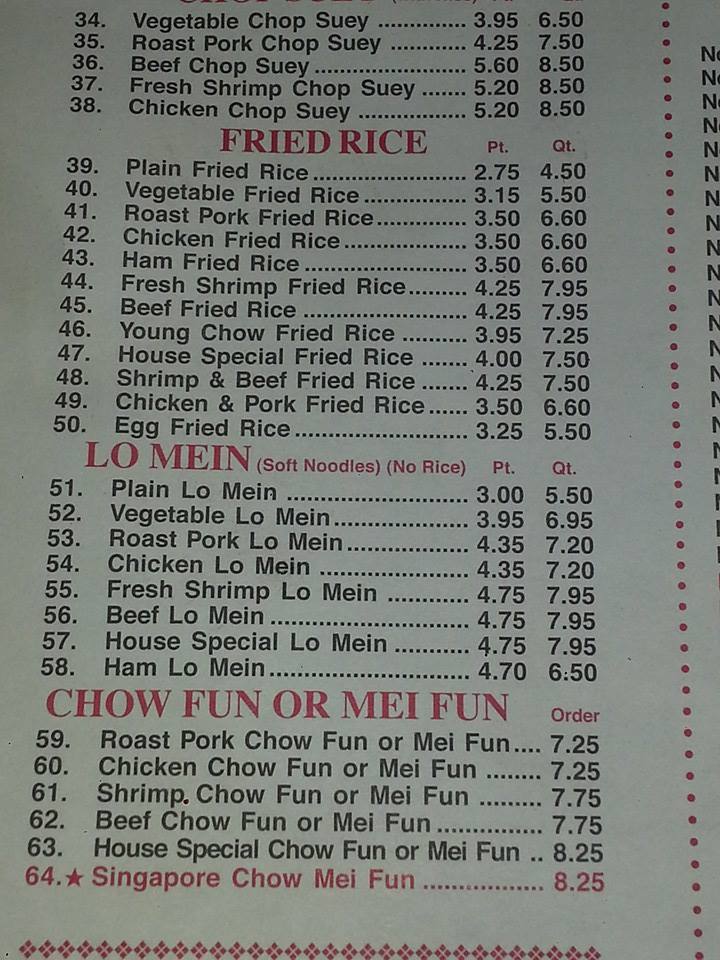 34. Vegetable Chop Suey .............. 3.95 6.50
35. Roast Pork Chop Suey ............ 4.25 7.50
36. Beef Chop Suey ........................ 5.60 8.50
37. Fresh Shrimp Chop Suey ........ 5.20 8.50
38. Chicken Chop Suey ................. 5.20 8.50
FRIED RICE Pt. Qt.
39. Plain Fried Rice ........................ 2.75 4.50
40. Vegetable Fried Rice ................ 3.15 5.50
41. Roast Pork Fried Rice .............. 3.50 6.60
42. Chicken Fried Rice ................... 3.50 6.60
43. Ham Fried Rice ......................... 3.50 6.60
44. Fresh Shrimp Fried Rice ......... 4.25 7.95
45. Beef Fried Rice ......................... 4.25 7.95
46. Young Chow Fried Rice ........... 3.95 7.25
47. House Special Fried Rice ....... 4.00 7.50
48. Shrimp & Beef Fried Rice ....... 4.25 7.50
49. Chicken & Pork Fried Rice ...... 3.50 6.60
50. Egg Fried Rice .......................... 3.25 5.50
LO MEIN (Soft Noodles) (No Rice) Pt. Qt.
51. Plain Lo Mein ............................ 3.00 5.50
52. Vegetable Lo Mein .................... 3.95 6.95
53. Roast Pork Lo Mein .................. 4.35 7.20
54. Chicken Lo Mein ...................... 4.35 7.20
55. Fresh Shrimp Lo Mein ............ 4.75 7.95
56. Beef Lo Mein ............................. 4.75 7.95
57. House Special Lo Mein ........... 4.75 7.95
58. Ham Lo Mein ............................. 4.70 6:50
CHOW FUN OR MEI FUN Order
59. Roast Pork Chow Fun or Mei Fun .... 7.25
60. Chicken Chow Fun or Mei Fun ........ 7.25
61. Shrimp Chow Fun or Mei Fun ......... 7.75
62. Beef Chow Fun or Mei Fun ............... 7.75
63. House Special Chow Fun or Mei Fun .. 8.25
64.★ Singapore Chow Mei Fun .................. 8.25